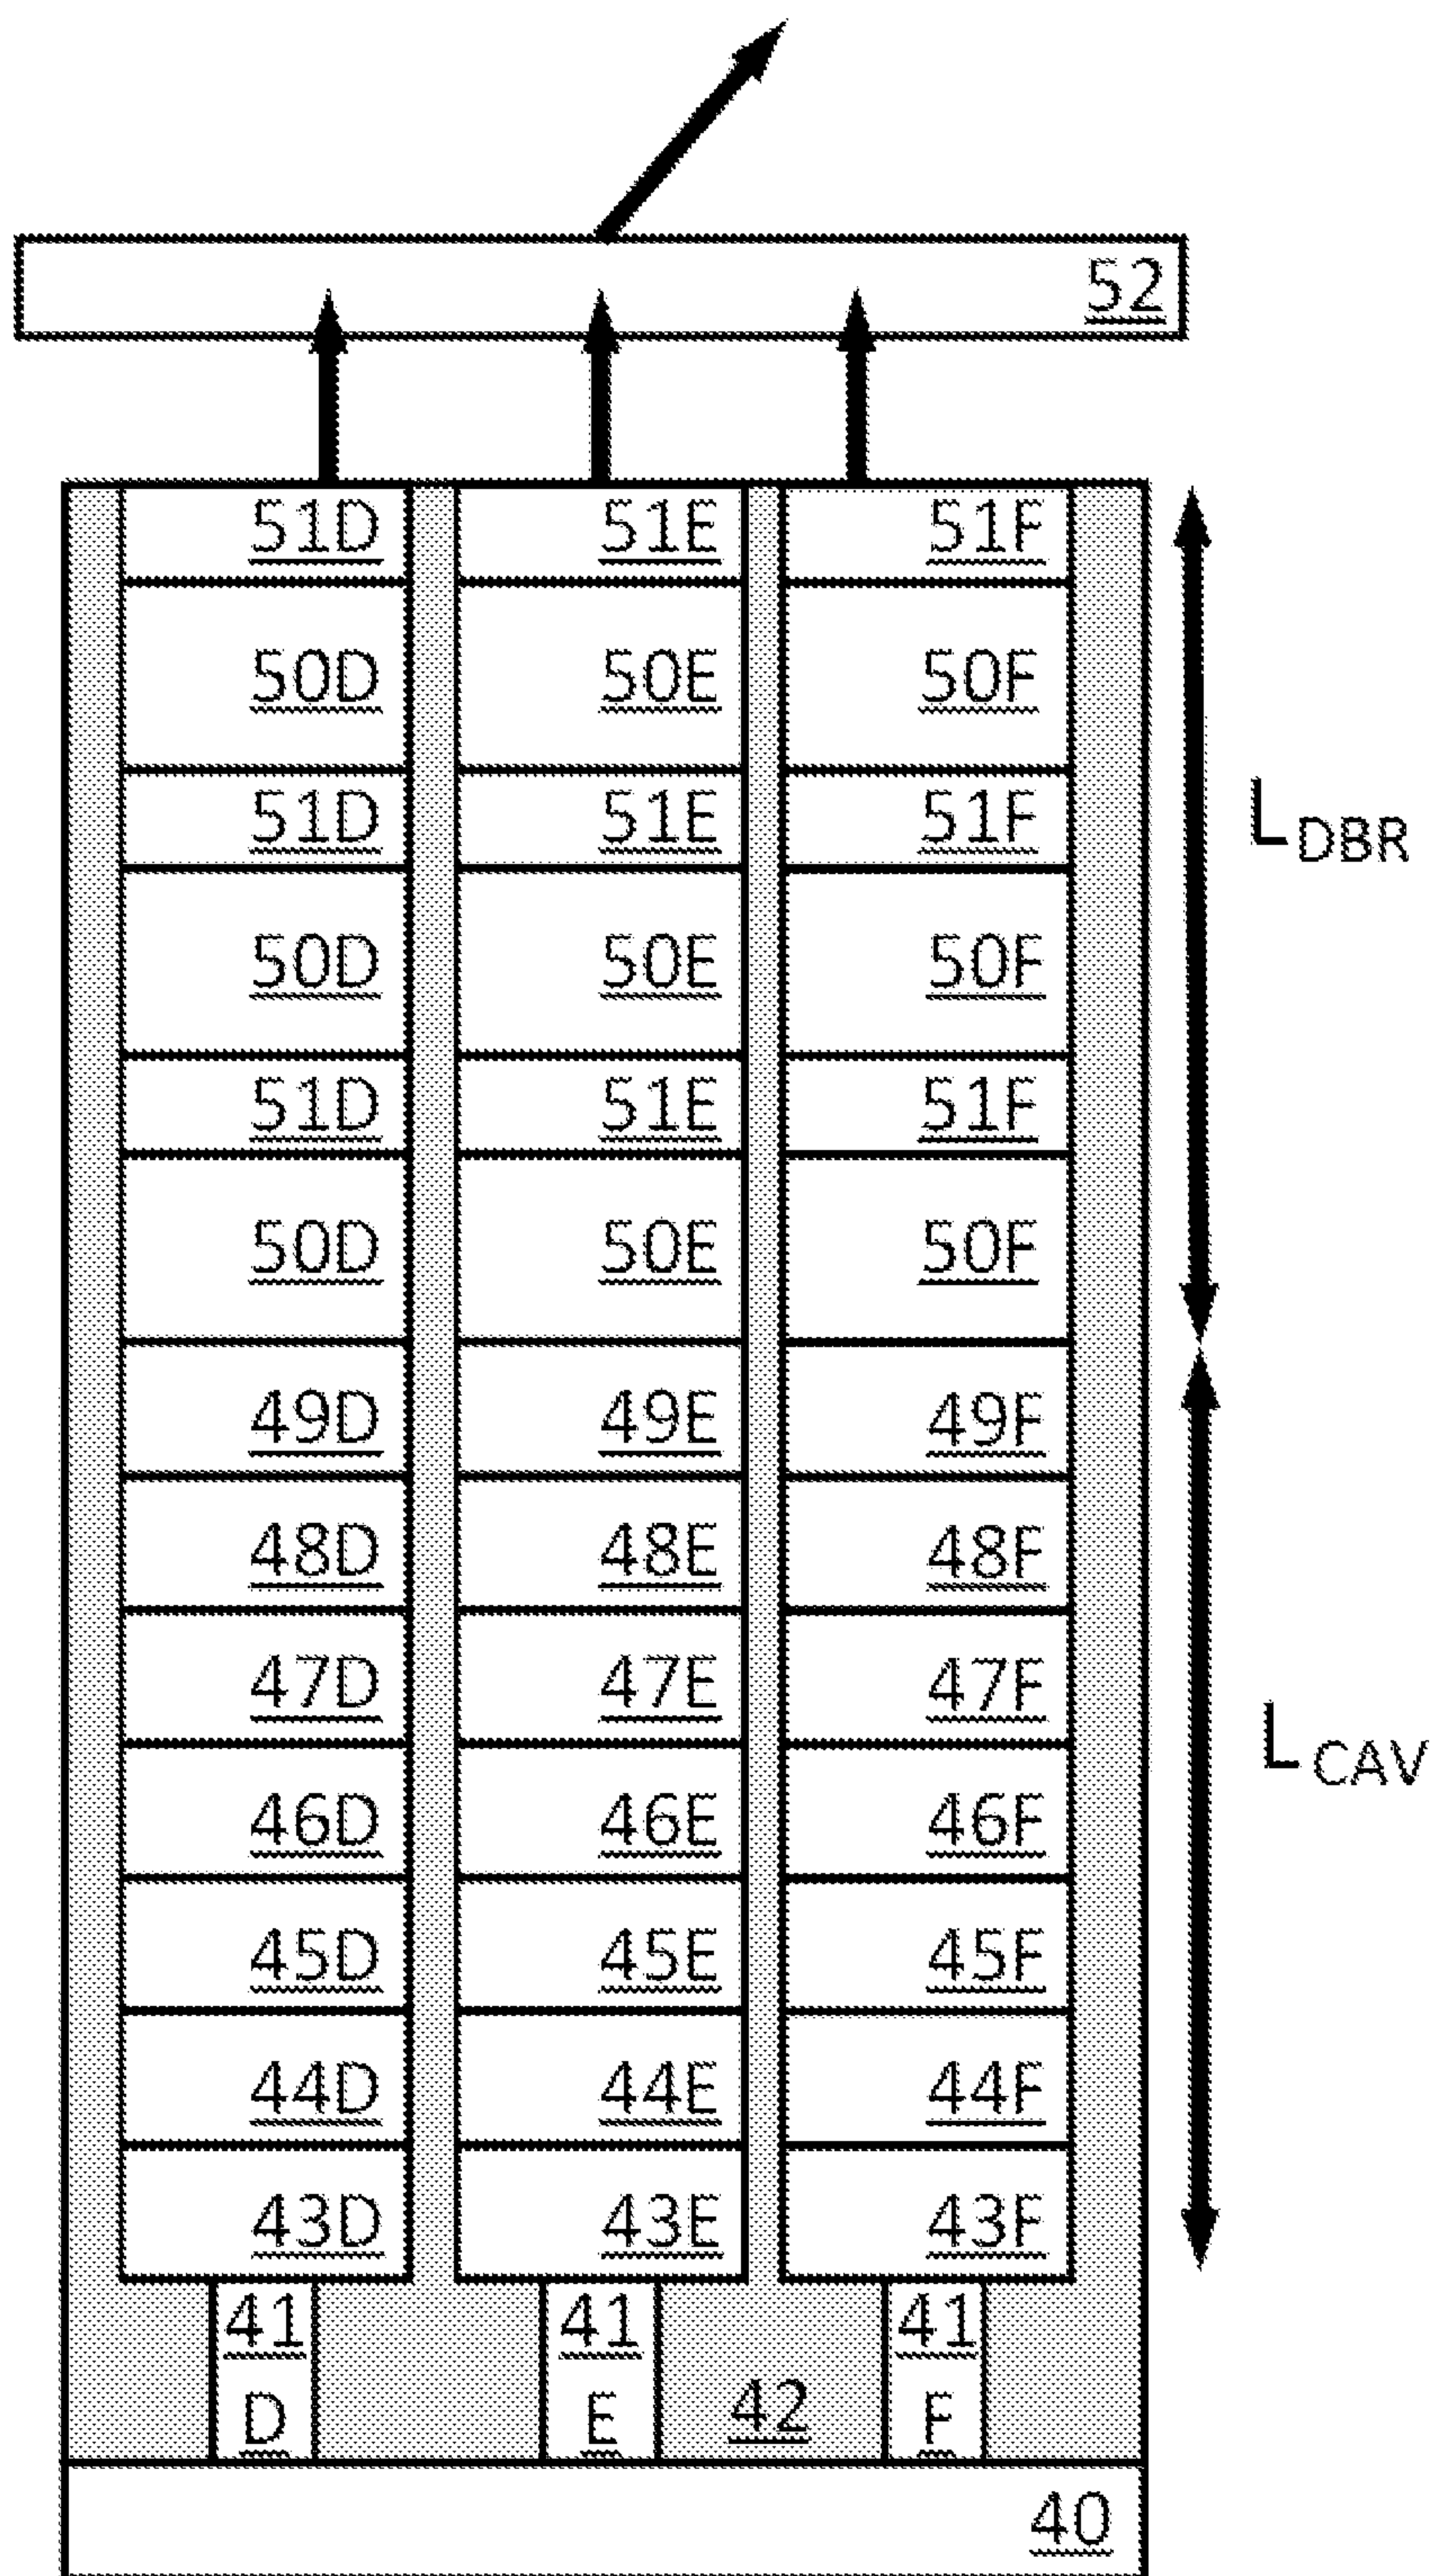 52
51D 51E 51F
50D 50E 50F
51D 51E 51F
L DBR
50D 50E 50F
51D 51E 51F
50D 50E 50F
49D 49E 49F
48D 48E 48F
47D 47E 47F
L CAV
46D 46E 46F
45D 45E 45F
44D 44E 44F
43D 43E 43F
41 41 41
D E 42 F
40